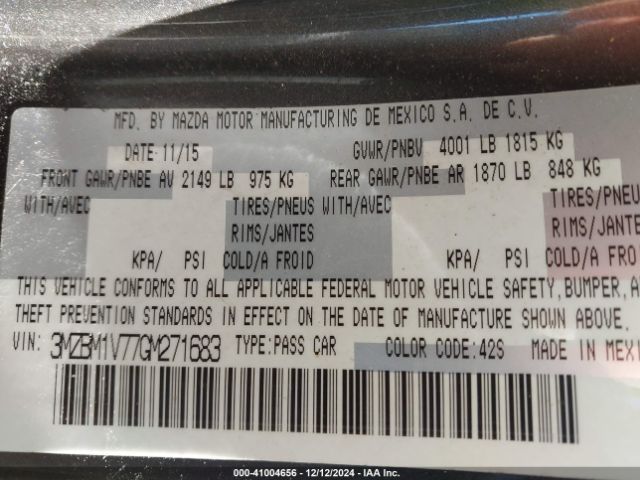 MFD. BY MAZDA MOTOR MANUFACTURING DE MEXICO S.A. DE C.V.
DATE 11/15 GVWR/PNBV 4001 LB 1815 KG
FRONT GAWR/PNBE AV 2149 LB 975 KG REAR GAWR/PNBE AR 1870 LB 848 KG
WITH/AVEC TIRES/PNEUS WITH/AVEC TIRES/PNEU
RIMS/JANTES RIMS/JANTE
KPA/ PSI COLD/A FROID KPA/ PSI COLD/A FROI
THIS VEHICLE CONFORMS TO ALL APPLICABLE FEDERAL MOTOR VEHICLE SAFETY, BUMPER, A
THEFT PREVENTION STANDARDS IN EFFECT ON THE DATE OF MANUFACTURE SHOWN ABOVE.
VIN: 3MZBM1V77GM271683 TYPE:PASS CAR COLOR CODE:42S MADE IN MEXI
000-41004656 - 12/12/2024 - IAA Inc.